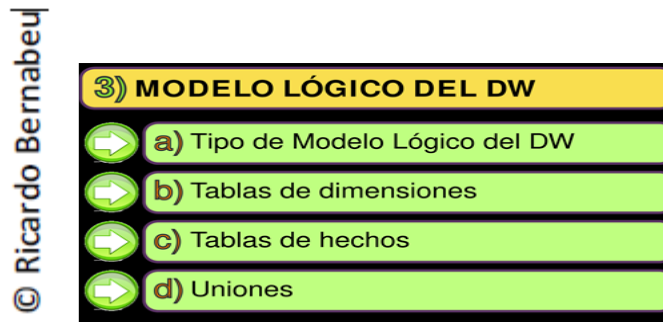 © Ricardo Bernabeu
3) MODELO LÓGICO DEL DW
a) Tipo de Modelo Lógico del DW
b) Tablas de dimensiones
c) Tablas de hechos
d) Uniones